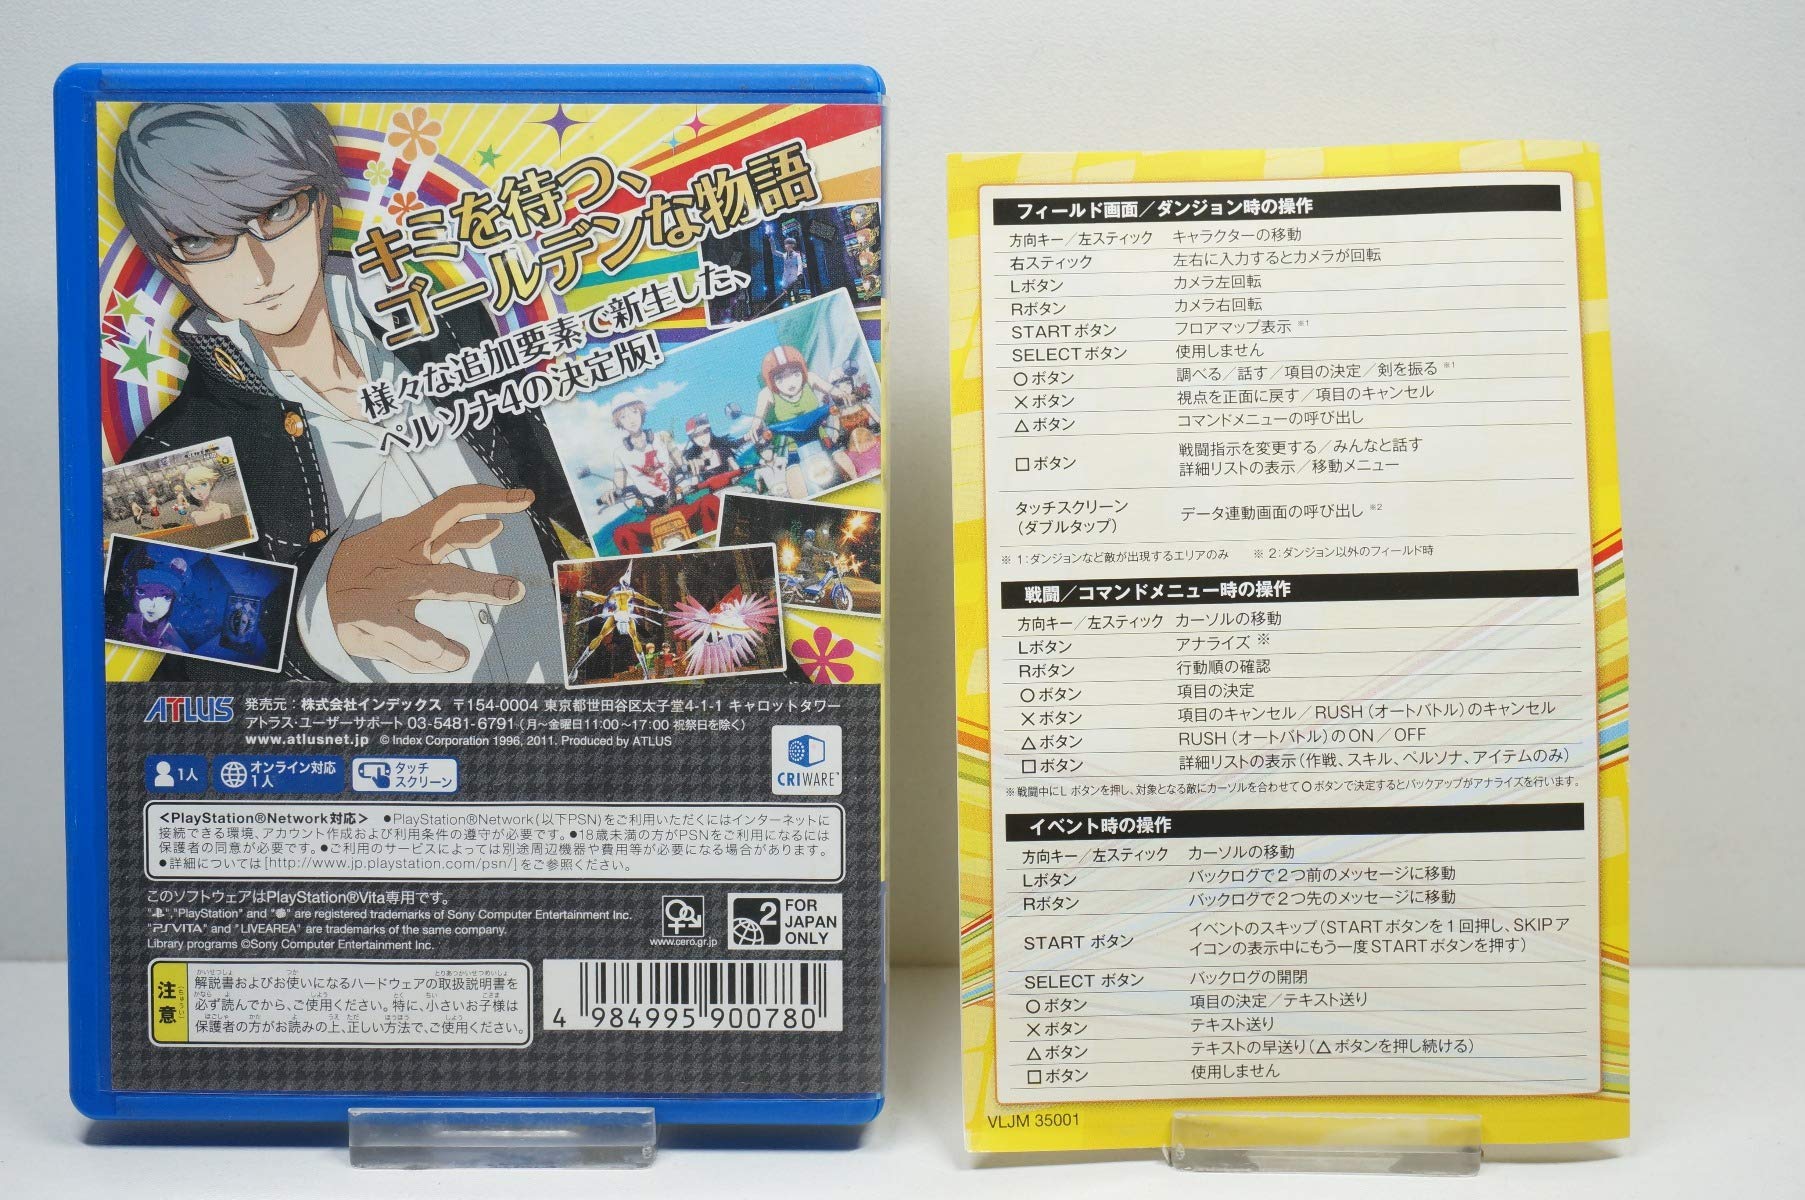 キミを待つ、
ゴールデンな物語
様々な追加要素で新生した、
ペルソナ4の決定版!
ATLUS
発売元:株式会社インデックス 〒154-0004 東京都世田谷区太子堂4-1-1 キャロットタワー
アトラス・ユーザーサポート 03-5481-6791(月~金曜日11:00~17:00 祝祭日を除く)
www.atlusnet.jp © Index Corporation 1996, 2011. Produced by ATLUS
1人
オンライン対応
1人
タッチ
スクリーン
CRIWARE™
<PlayStation®Network対応> ●PlayStation®Network(以下PSN)をご利用いただくにはインターネットに
接続できる環境、アカウント作成および利用条件の遵守が必要です。●18歳未満の方がPSNをご利用になるには
保護者の同意が必要です。●ご利用のサービスによっては別途周辺機器や費用等が必要になる場合があります。
●詳細については[http://www.jp.playstation.com/psn/]をご参照ください。
このソフトウェアはPlayStation®Vita専用です。
"PlayStation" and " " are registered trademarks of Sony Computer Entertainment Inc.
"PSVITA" and "LIVEAREA" are trademarks of the same company.
Library programs ©Sony Computer Entertainment Inc.
www.cero.gr.jp
2
FOR
JAPAN
ONLY
注意
解説書およびお使いになるハードウェアの取扱説明書を
必ず読んでから、ご使用ください。特に、小さいお子様は
保護者の方がお読みの上、正しい方法で、ご使用ください。
4 984995 900780
フィールド画面/ダンジョン時の操作
方向キー/左スティック キャラクターの移動
右スティック 左右に入力するとカメラが回転
Lボタン カメラ左回転
Rボタン カメラ右回転
STARTボタン フロアマップ表示 ※1
SELECTボタン 使用しません
○ボタン 調べる/話す/項目の決定/剣を振る ※1
×ボタン 視点を正面に戻す/項目のキャンセル
△ボタン コマンドメニューの呼び出し
□ボタン 戦闘指示を変更する/みんなと話す
詳細リストの表示/移動メニュー
タッチスクリーン
(ダブルタップ) データ連動画面の呼び出し ※2
※1:ダンジョンなど敵が出現するエリアのみ ※2:ダンジョン以外のフィールド時
戦闘/コマンドメニュー時の操作
方向キー/左スティック カーソルの移動
Lボタン アナライズ ※
Rボタン 行動順の確認
○ボタン 項目の決定
×ボタン 項目のキャンセル/RUSH(オートバトル)のキャンセル
△ボタン RUSH(オートバトル)のON/OFF
□ボタン 詳細リストの表示(作戦、スキル、ペルソナ、アイテムのみ)
※戦闘中にLボタンを押し、対象となる敵にカーソルを合わせて○ボタンで決定するとバックアップがアナライズを行います。
イベント時の操作
方向キー/左スティック カーソルの移動
Lボタン バックログで2つ前のメッセージに移動
Rボタン バックログで2つ先のメッセージに移動
STARTボタン イベントのスキップ(STARTボタンを1回押し、SKIPア
イコンの表示中にもう一度STARTボタンを押す)
SELECTボタン バックログの開閉
○ボタン 項目の決定/テキスト送り
×ボタン テキスト送り
△ボタン テキストの早送り(△ボタンを押し続ける)
□ボタン 使用しません
VLJM 35001